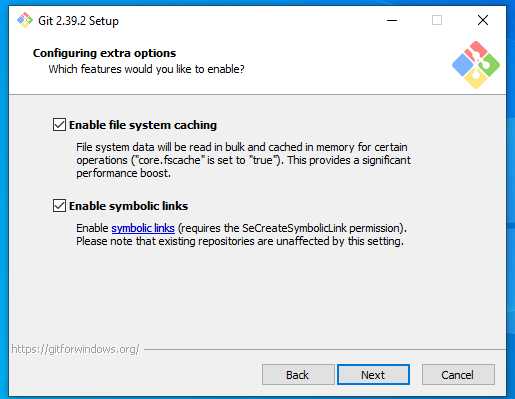 Git 2.39.2 Setup
Configuring extra options
Which features would you like to enable?
Enable file system caching
File system data will be read in bulk and cached in memory for certain
operations ("core.fscache" is set to "true"). This provides a significant
performance boost.
Enable symbolic links
Enable symbolic links (requires the SeCreateSymbolicLink permission).
Please note that existing repositories are unaffected by this setting.
https://gitforwindows.org/
Back Next Cancel